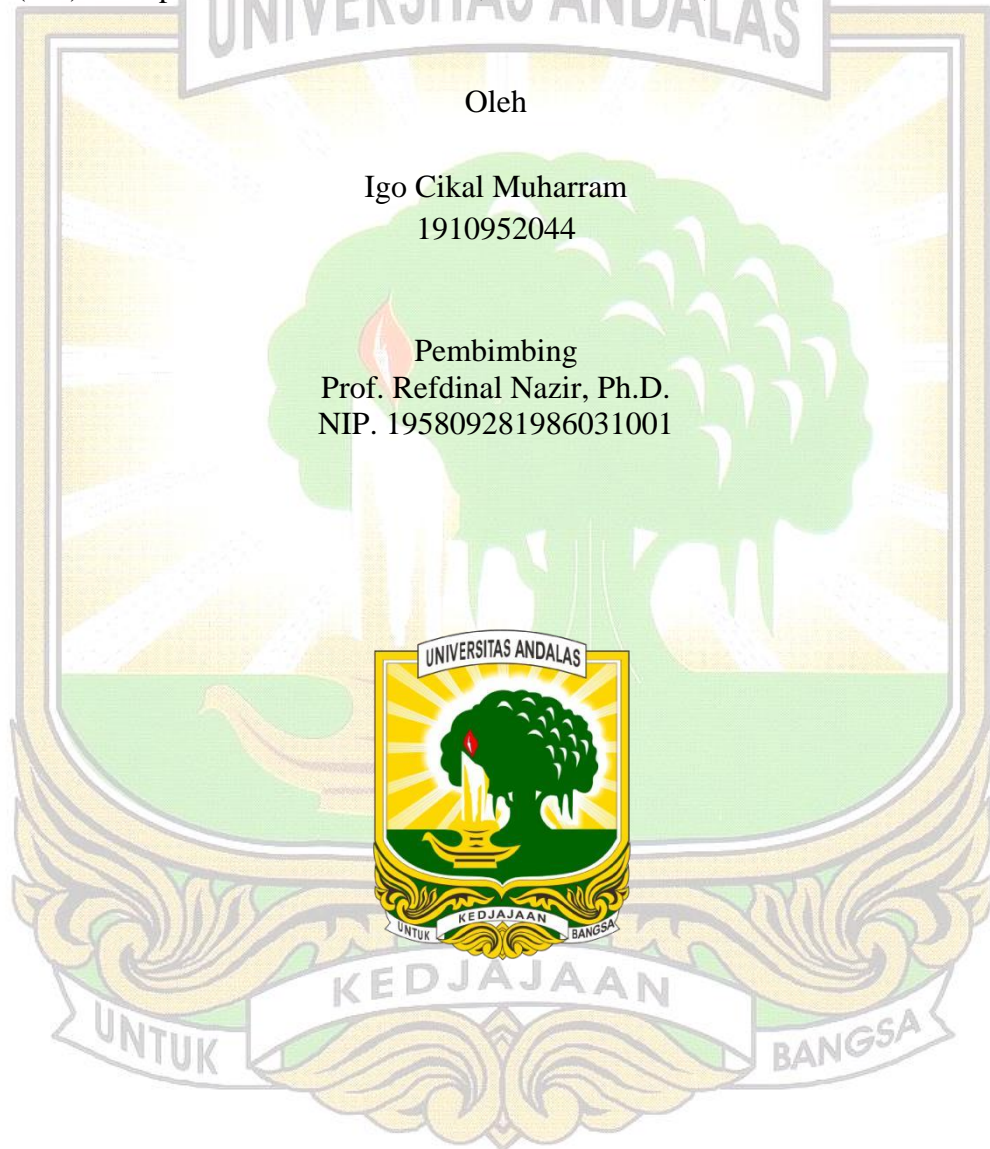 UNIVERSITAS ANDALAS
Oleh
Igo Cikal Muharram
1910952044
Pembimbing
Prof. Refdinal Nazir, Ph.D.
NIP. 195809281986031001
UNIVERSITAS ANDALAS
UNTUK KEDJAJAAN BANGSA
UNTUK KEDJAJAAN BANGSA